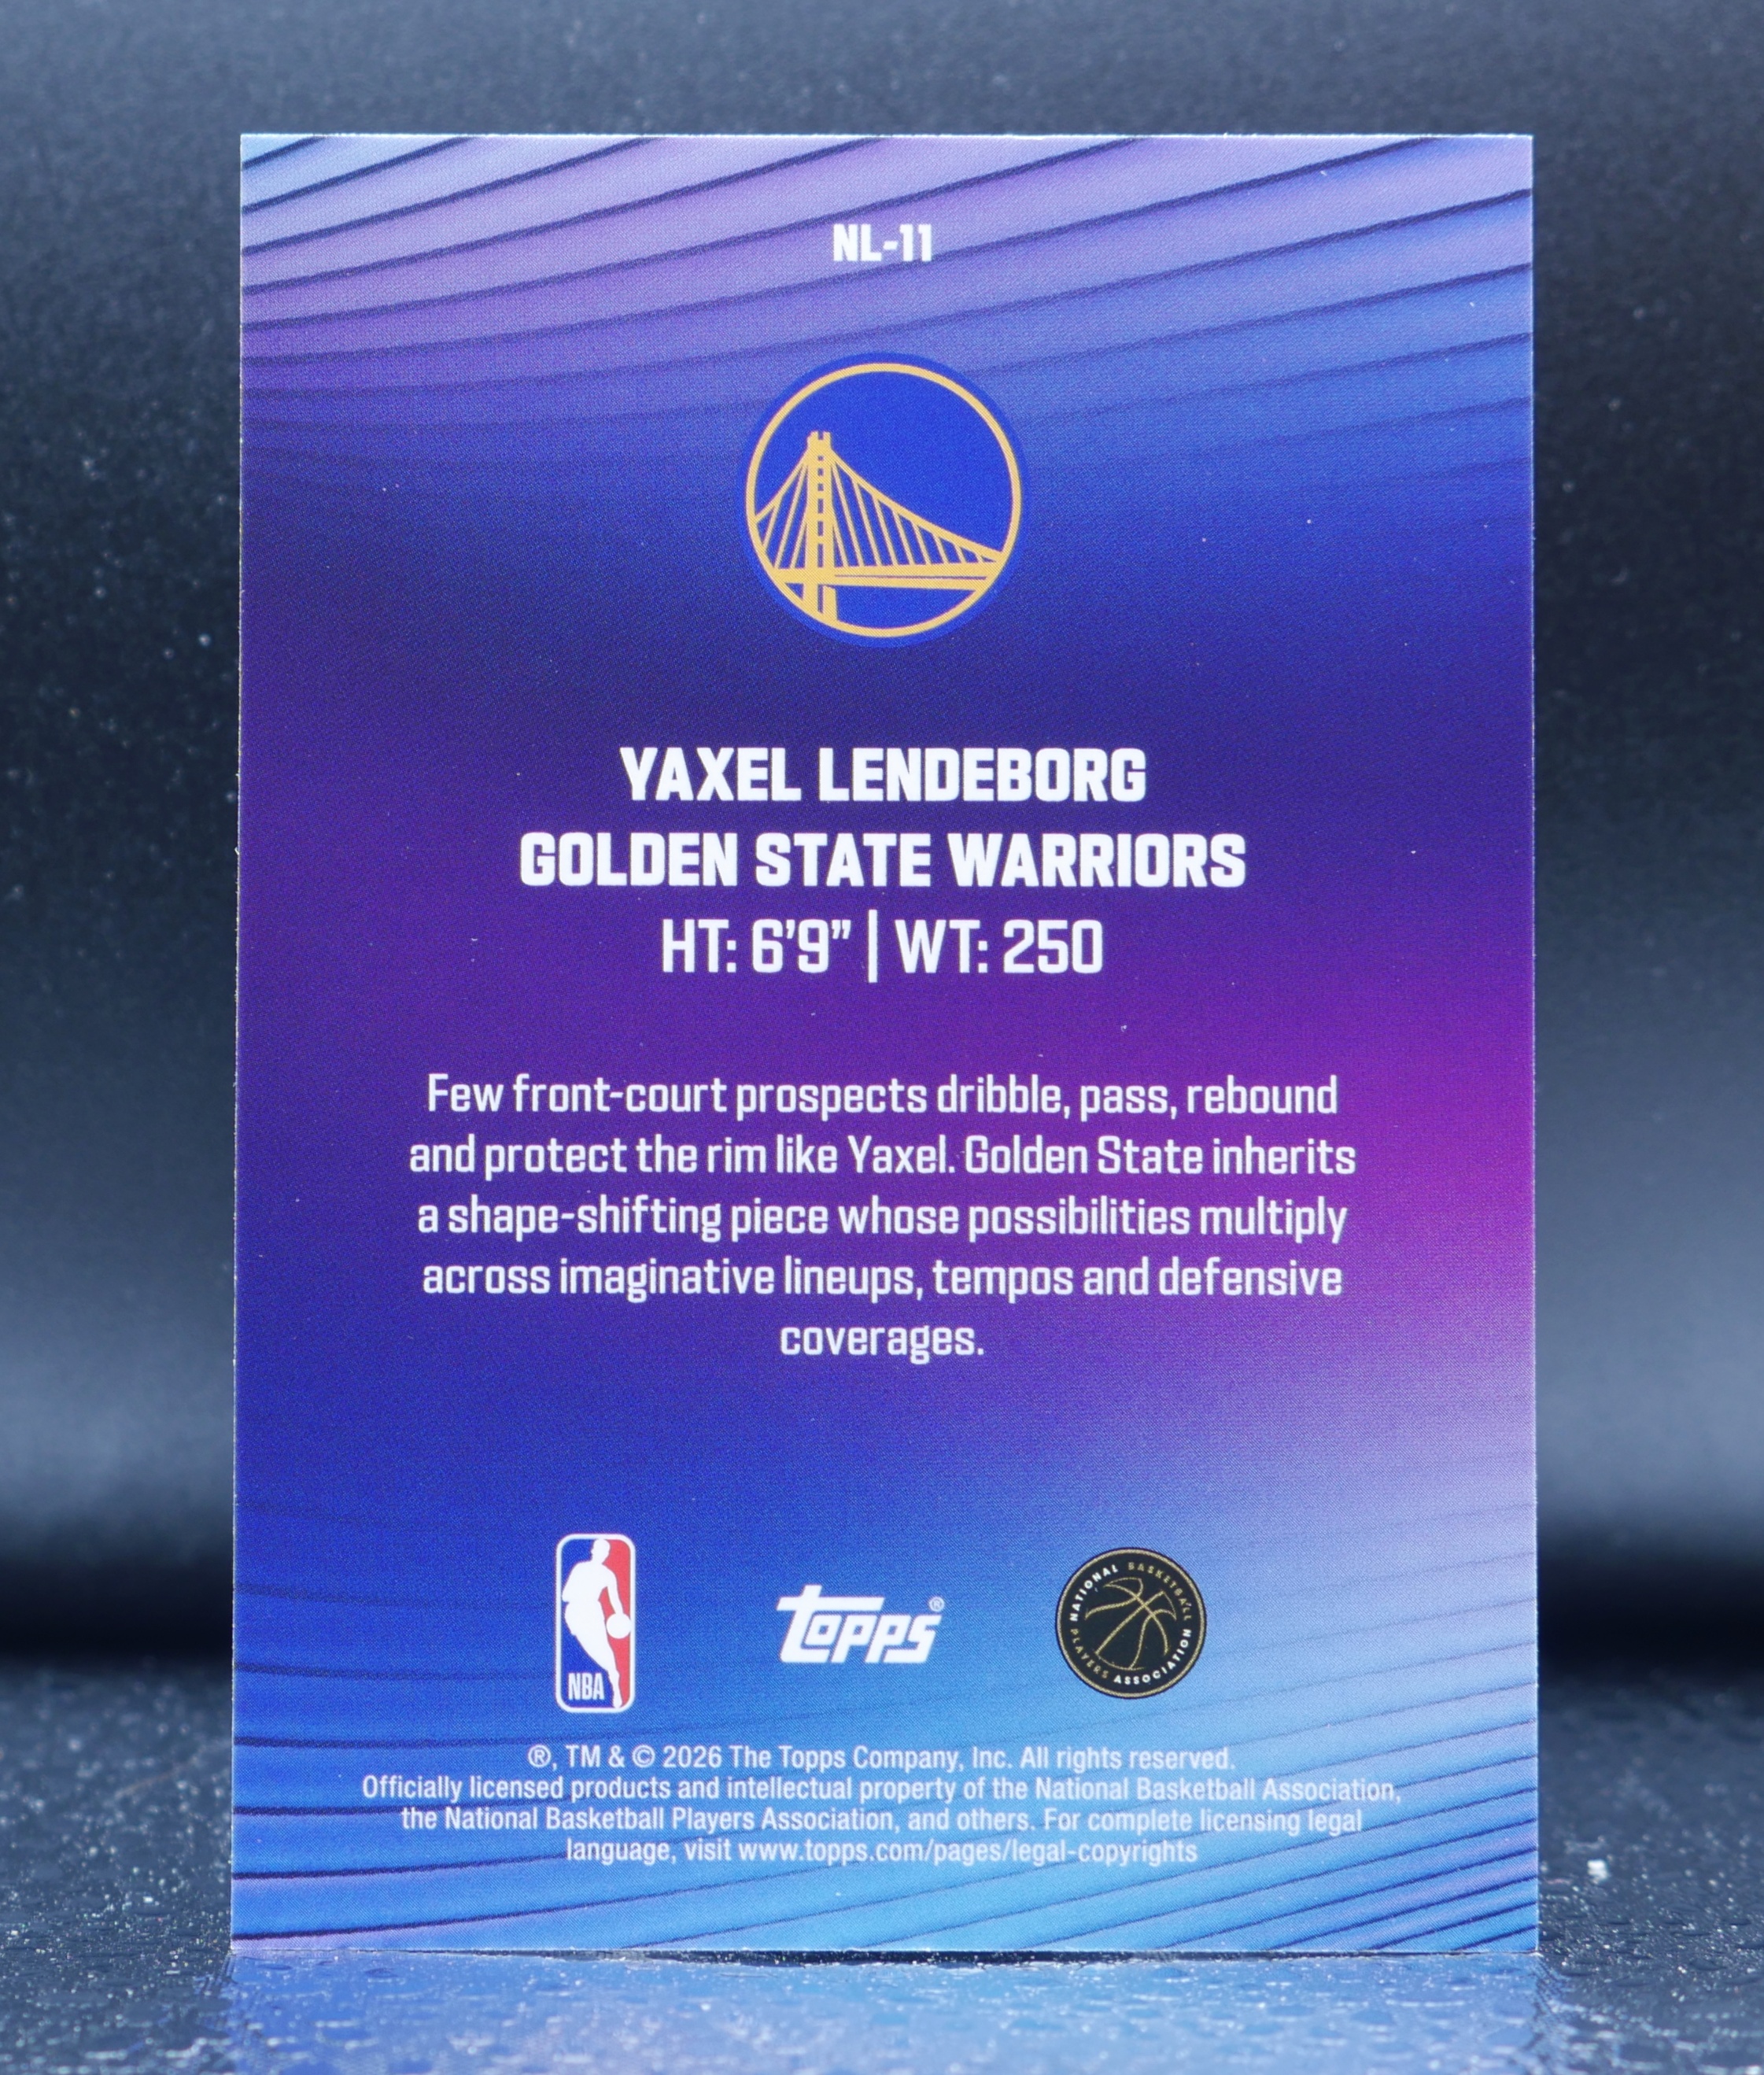 NL-11
YAXEL LENDEBORG
GOLDEN STATE WARRIORS
HT: 6’9” | WT: 250
Few front-court prospects dribble, pass, rebound
and protect the rim like Yaxel. Golden State inherits
a shape-shifting piece whose possibilities multiply
across imaginative lineups, tempos and defensive
coverages.
NBA
topps®
NATIONAL BASKETBALL PLAYERS ASSOCIATION
®, TM & © 2026 The Topps Company, Inc. All rights reserved.
Officially licensed products and intellectual property of the National Basketball Association,
the National Basketball Players Association, and others. For complete licensing legal
language, visit www.topps.com/pages/legal-copyrights